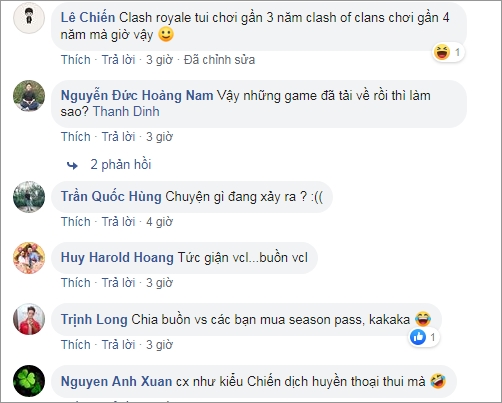 Lê Chiến Clash royale tui chơi gần 3 năm clash of clans chơi gần 4
năm mà giờ vậy 🙂
😆 1
Thích · Trả lời · 3 giờ · Đã chỉnh sửa
Nguyễn Đức Hoàng Nam Vậy những game đã tải về rồi thì làm
sao? Thanh Dinh
Thích · Trả lời · 3 giờ
2 phản hồi
Trần Quốc Hùng Chuyện gì đang xảy ra ? :((
Thích · Trả lời · 4 giờ
Huy Harold Hoang Tức giận vcl...buồn vcl
Thích · Trả lời · 3 giờ
Trịnh Long Chia buồn vs các bạn mua season pass, kakaka 😂
1
Thích · Trả lời · 3 giờ
Nguyen Anh Xuan cx như kiểu Chiến dịch huyền thoại thui mà 🤣